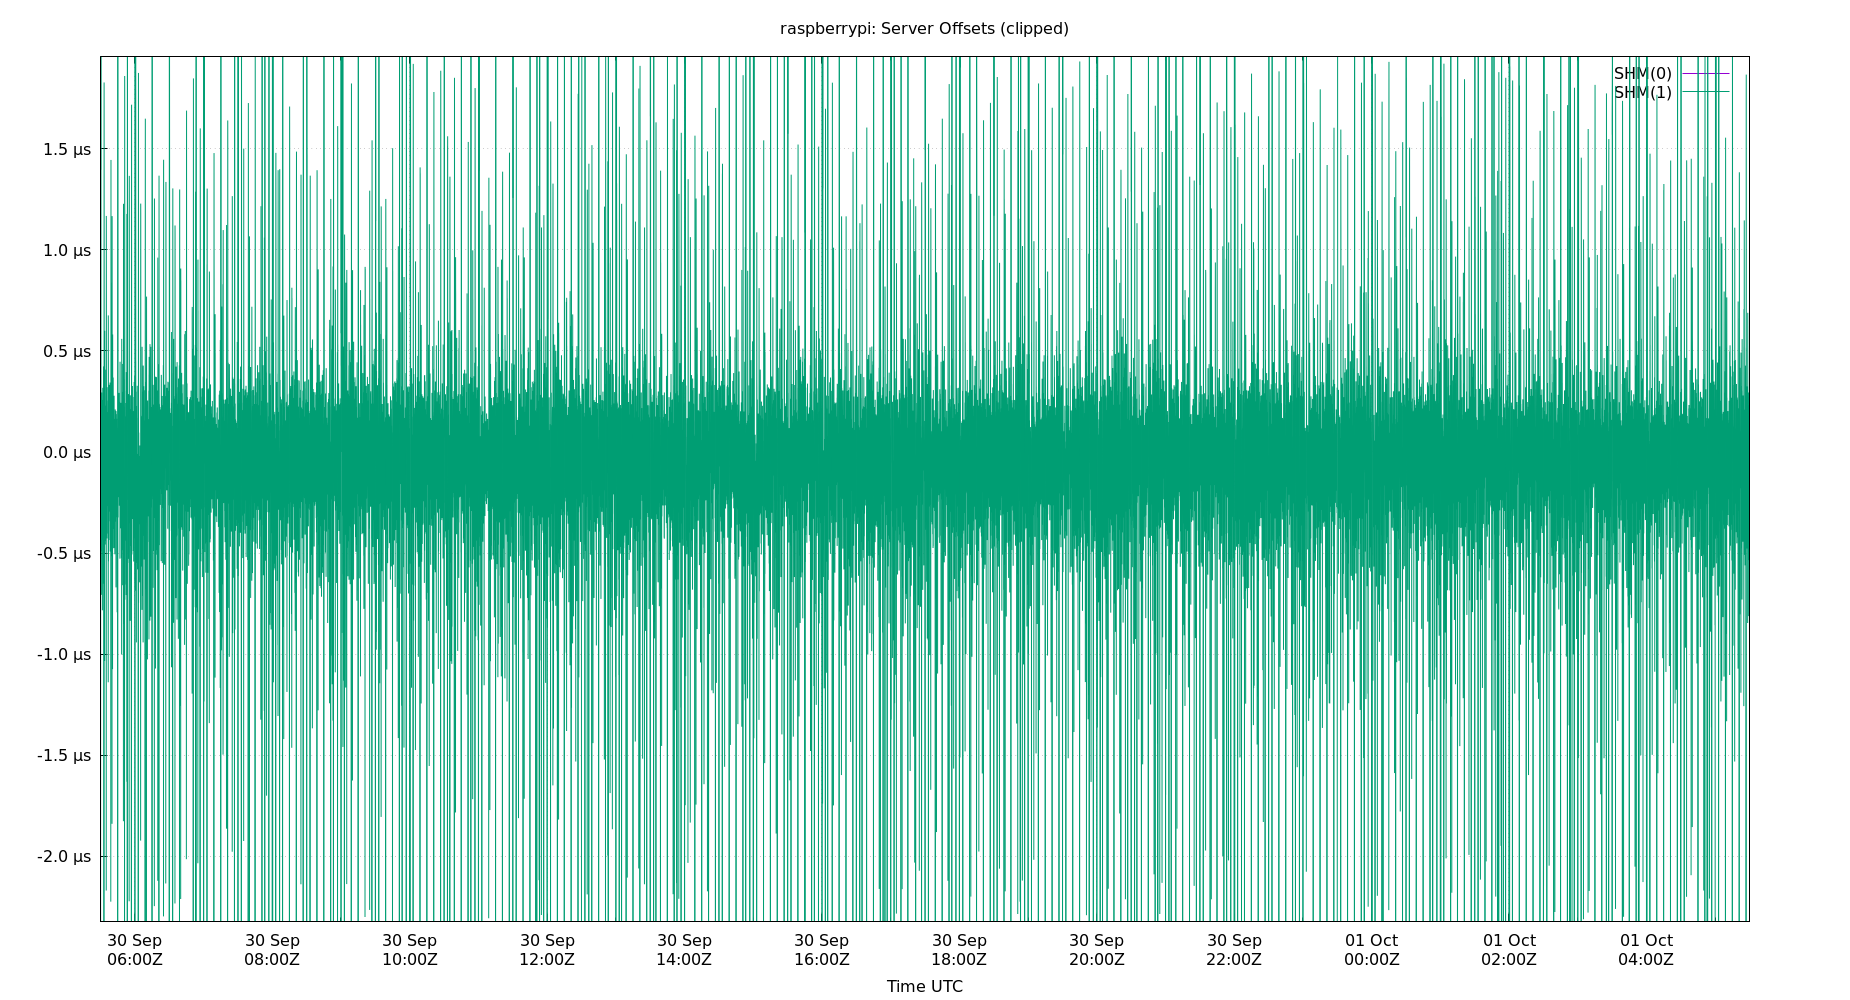 raspberrypi: Server Offsets (clipped)
SHM(0)
SHM(1)
1.5 µs
1.0 µs
0.5 µs
0.0 µs
-0.5 µs
-1.0 µs
-1.5 µs
-2.0 µs
30 Sep 30 Sep 30 Sep 30 Sep 30 Sep 30 Sep 30 Sep 30 Sep 30 Sep 01 Oct 01 Oct 01 Oct
06:00Z 08:00Z 10:00Z 12:00Z 14:00Z 16:00Z 18:00Z 20:00Z 22:00Z 00:00Z 02:00Z 04:00Z
Time UTC